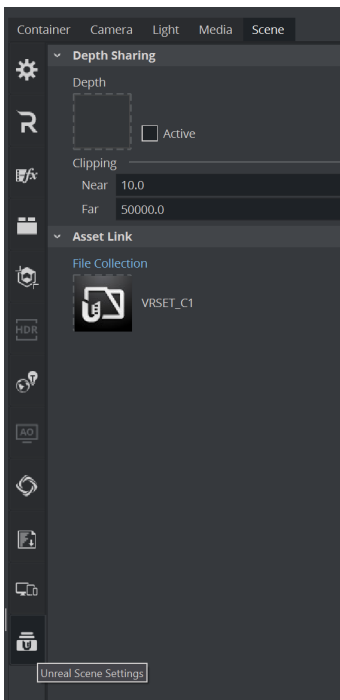 Container Camera Light Media Scene
Depth Sharing
Depth
Active
Clipping
Near 10.0
Far 50000.0
Asset Link
File Collection
VRSET_C1
fx
HDR
AO
Unreal Scene Settings